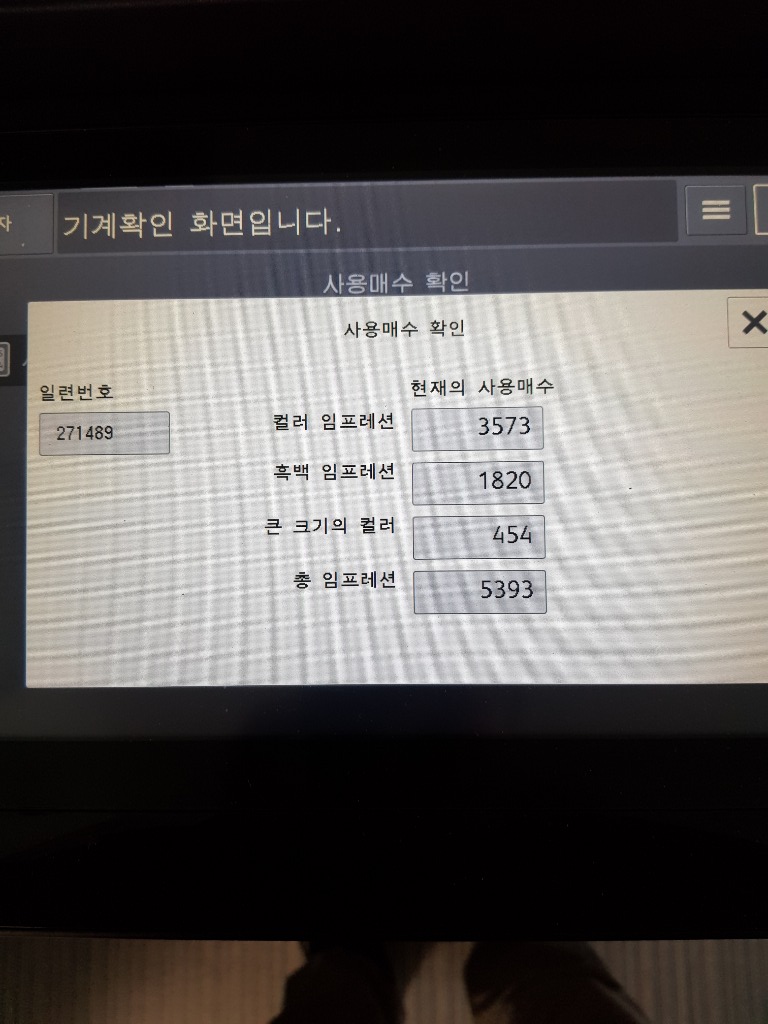 자
기계확인 화면입니다.
사용매수 확인
사용매수 확인
일련번호
현재의 사용매수
271489
컬러 임프레션 3573
흑백 임프레션 1820
큰 크기의 컬러 454
총 임프레션 5393